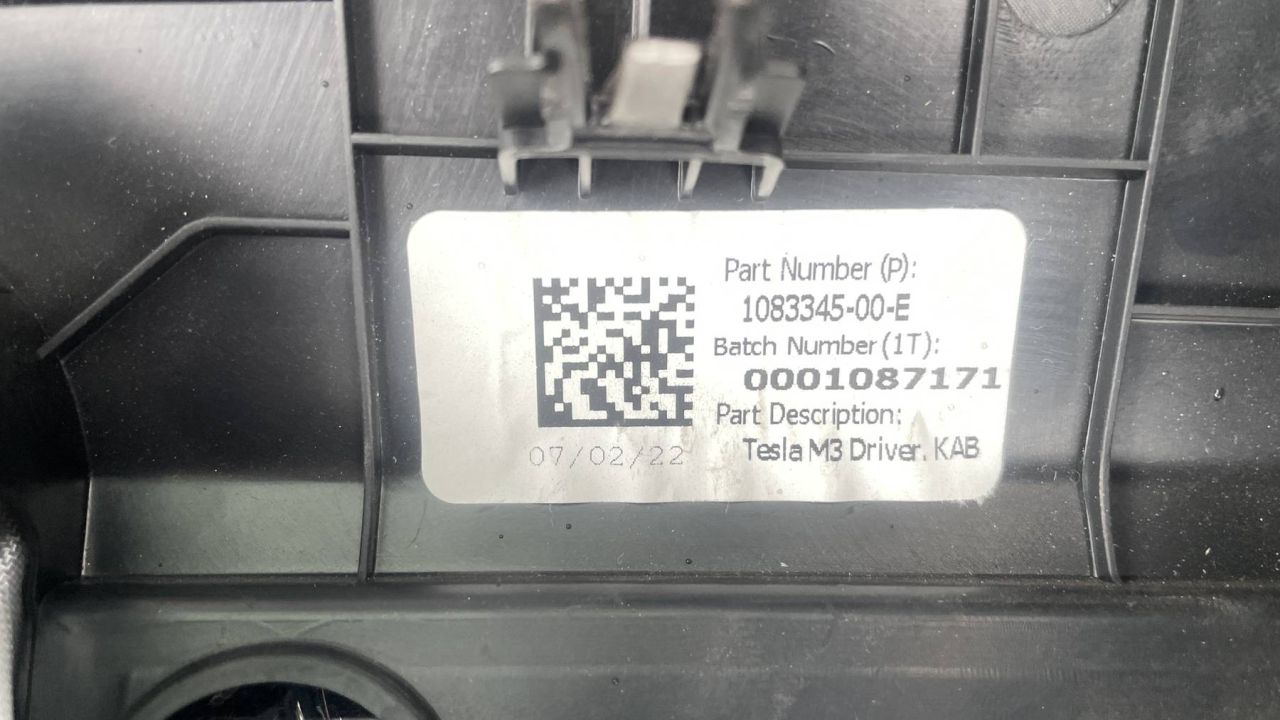 Part Number (P):
1083345-00-E
Batch Number (1T):
0001087171
Part Description:
Tesla M3 Driver. KAB
07/02/22